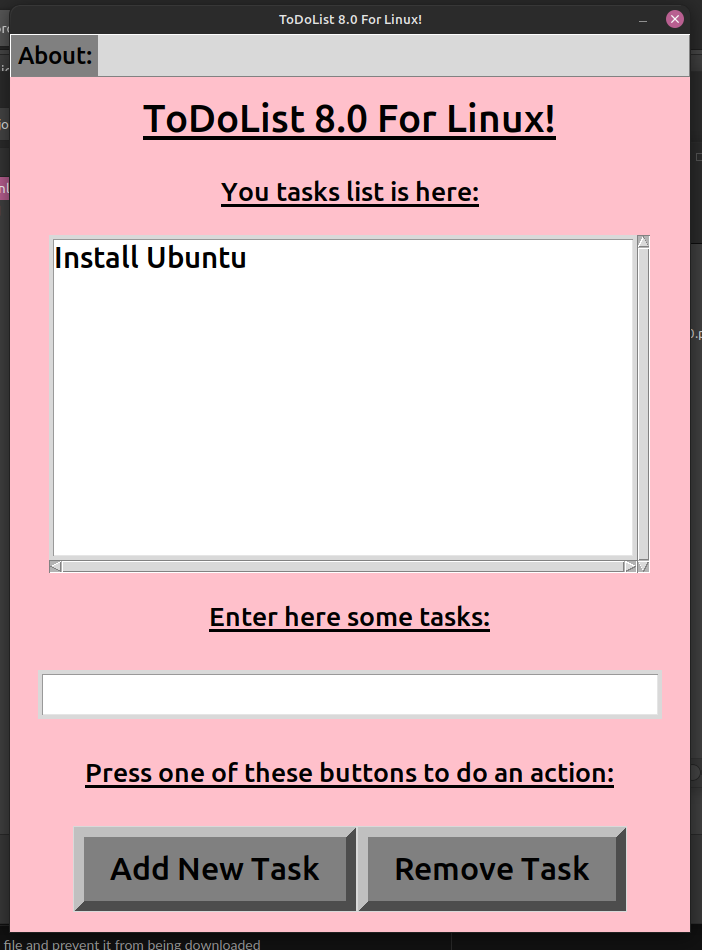 ToDoList 8.0 For Linux!
About:
ToDoList 8.0 For Linux!
You tasks list is here:
Install Ubuntu
Enter here some tasks:
Press one of these buttons to do an action:
Add New Task
Remove Task
file and prevent it from being downloaded